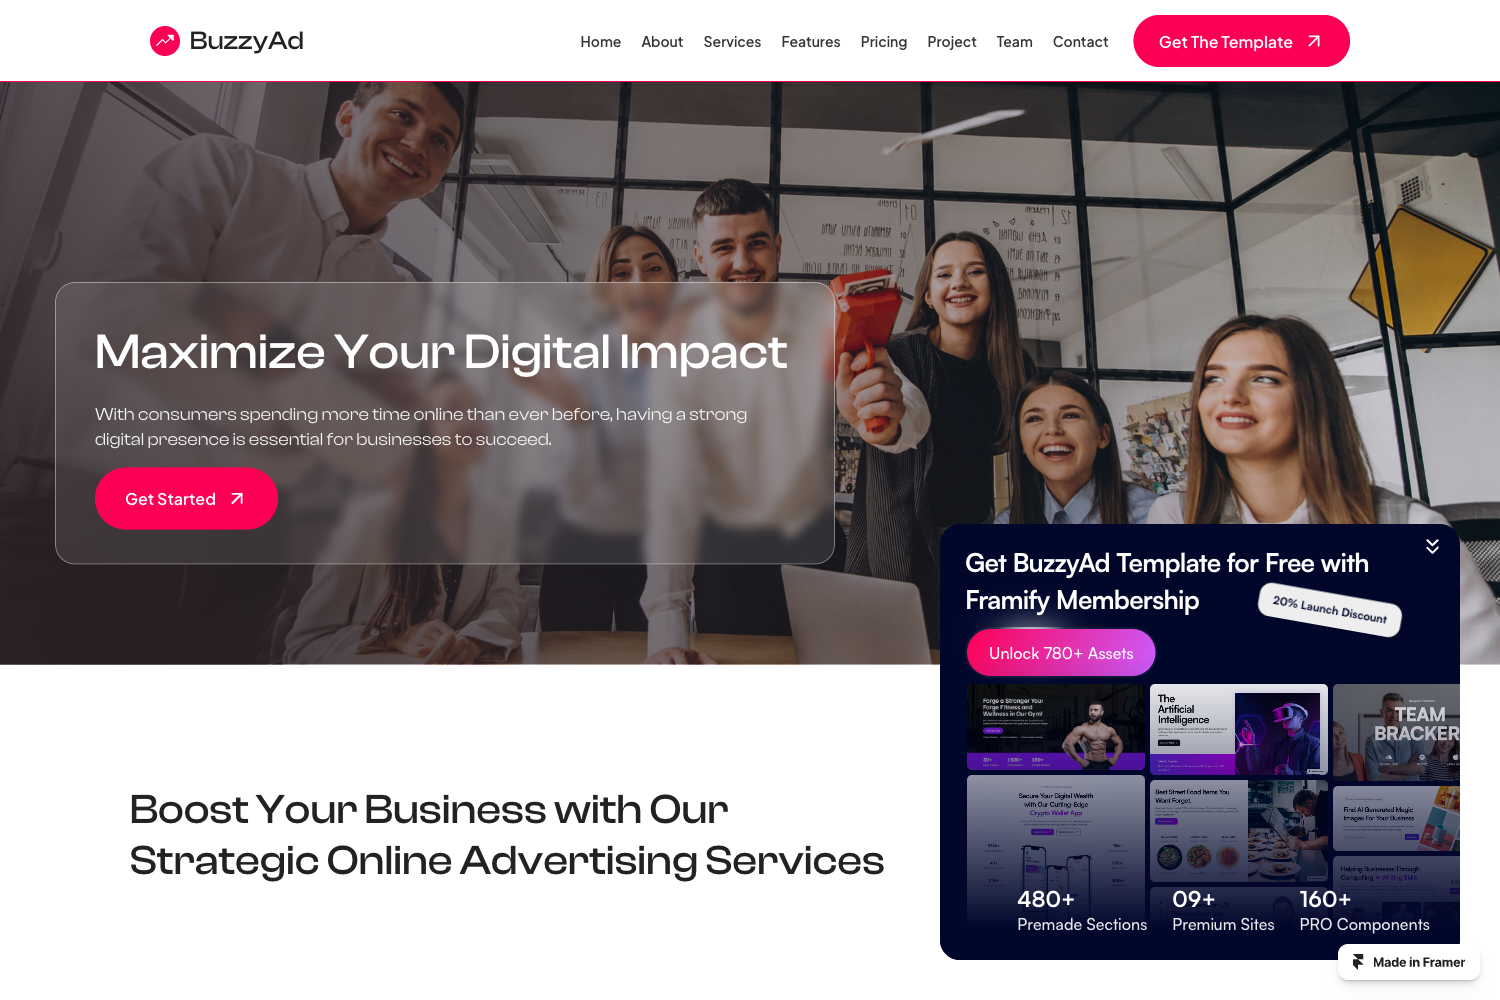 BuzzyAd
Home
About
Services
Features
Pricing
Project
Team
Contact
Get The Template
Maximize Your Digital Impact
With consumers spending more time online than ever before, having a strong
digital presence is essential for businesses to succeed.
Get Started
Get BuzzyAd Template for Free with
Framify Membership
20% Launch Discount
Unlock 780+ Assets
Forge a Stronger Your
Forge Fitness and
Wellness in Our Gym!
The
Artificial
Intelligence
TEAM
BRACKER
Secure Your Digital Wealth
with Our Cutting-Edge
Crypto Wallet App
Best Street Food Items You
Wont Forget.
Find AI Generated Magic
Images For Your Business
Helping Businesses Through
Compelling + Writing Skills
480+
Premade Sections
09+
Premium Sites
160+
PRO Components
Boost Your Business with Our
Strategic Online Advertising Services
Made in Framer